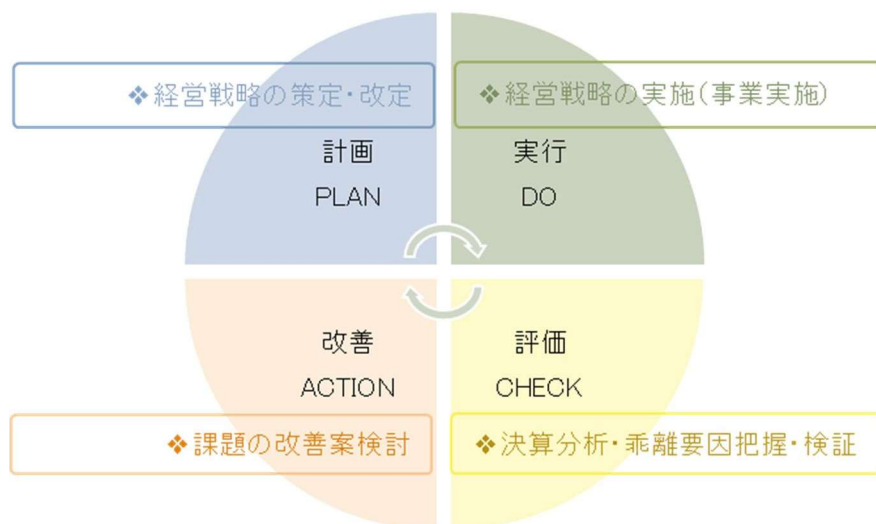 ❖経営戦略の策定・改定
計画
PLAN
❖経営戦略の実施(事業実施)
実行
DO
改善
ACTION
❖課題の改善案検討
評価
CHECK
❖決算分析・乖離要因把握・検証